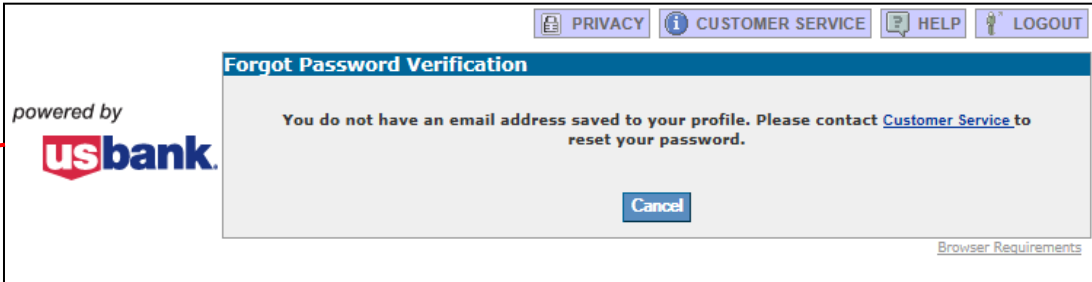 PRIVACY CUSTOMER SERVICE HELP LOGOUT
Forgot Password Verification
powered by
usbank.
You do not have an email address saved to your profile. Please contact Customer Service to
reset your password.
Cancel
Browser Requirements